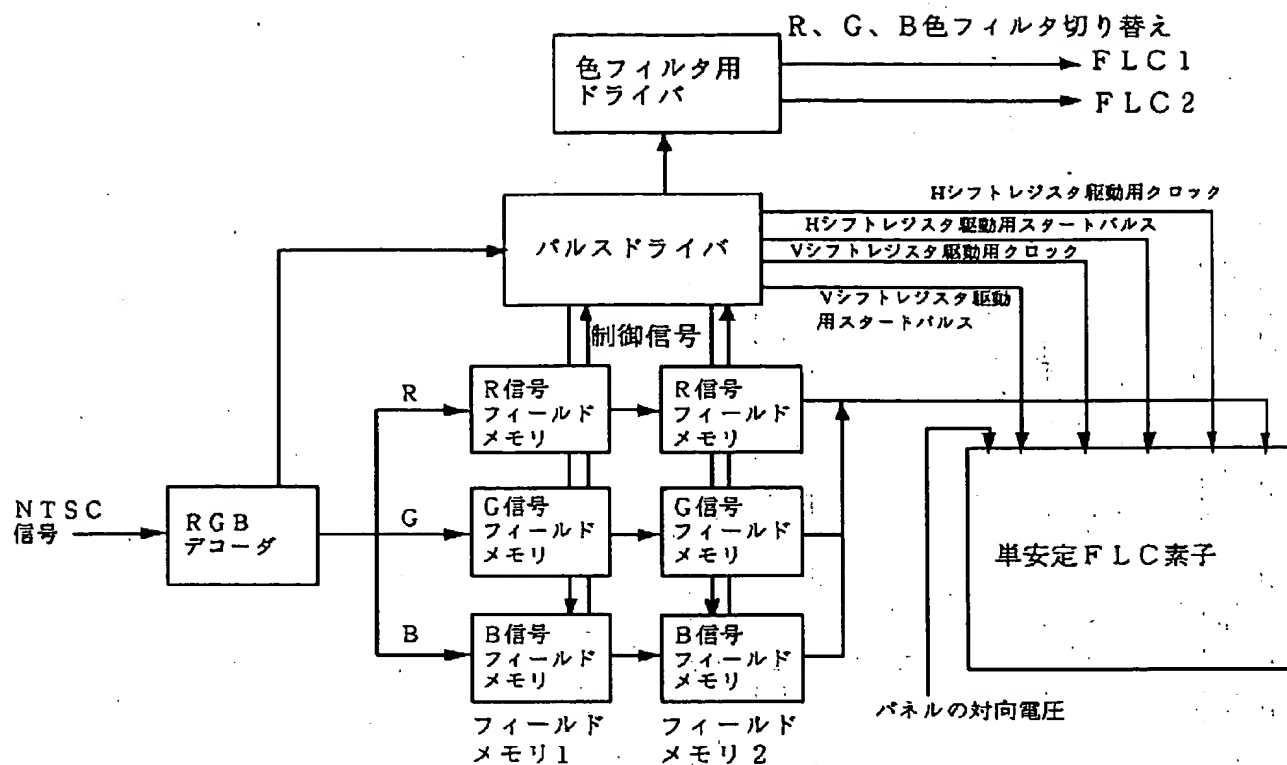 R、G、B色フィルタ切り替え
色フィルタ用
ドライバ
FLC1
FLC2
Hシフトレジスタ駆動用クロック
Hシフトレジスタ駆動用スタートパルス
Vシフトレジスタ駆動用クロック
Vシフトレジスタ駆動
用スタートパルス
パルスドライバ
制御信号
R
R信号
フィールド
メモリ
R信号
フィールド
メモリ
NTSC
信号
RGB
デコーダ
G
G信号
フィールド
メモリ
G信号
フィールド
メモリ
単安定FLC素子
B
B信号
フィールド
メモリ
B信号
フィールド
メモリ
パネルの対向電圧
フィールド
メモリ1
フィールド
メモリ2